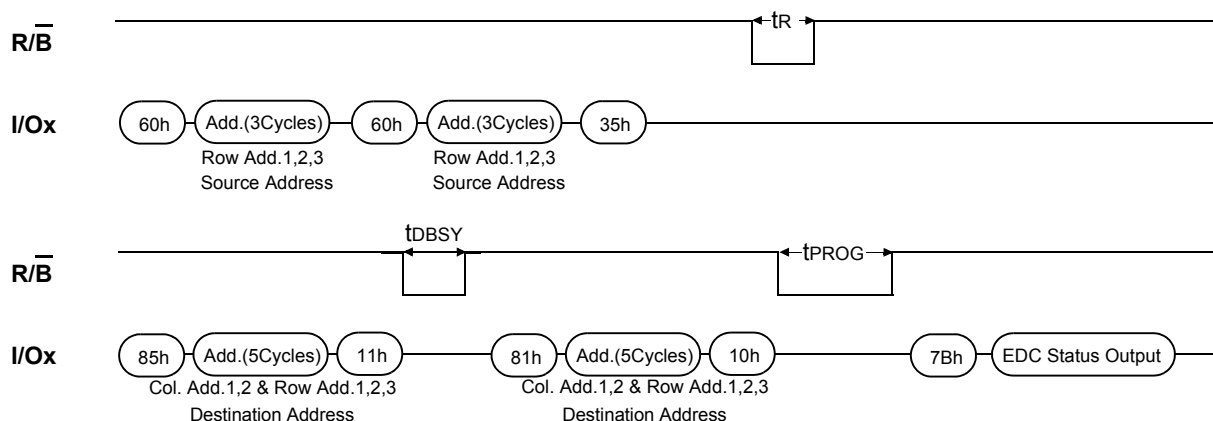 R/B̅
tR
I/Ox
60h Add.(3Cycles) 60h Add.(3Cycles) 35h
Row Add.1,2,3 Row Add.1,2,3
Source Address Source Address
R/B̅
tDBSY tPROG
I/Ox
85h Add.(5Cycles) 11h 81h Add.(5Cycles) 10h 7Bh EDC Status Output
Col. Add.1,2 & Row Add.1,2,3 Col. Add.1,2 & Row Add.1,2,3
Destination Address Destination Address